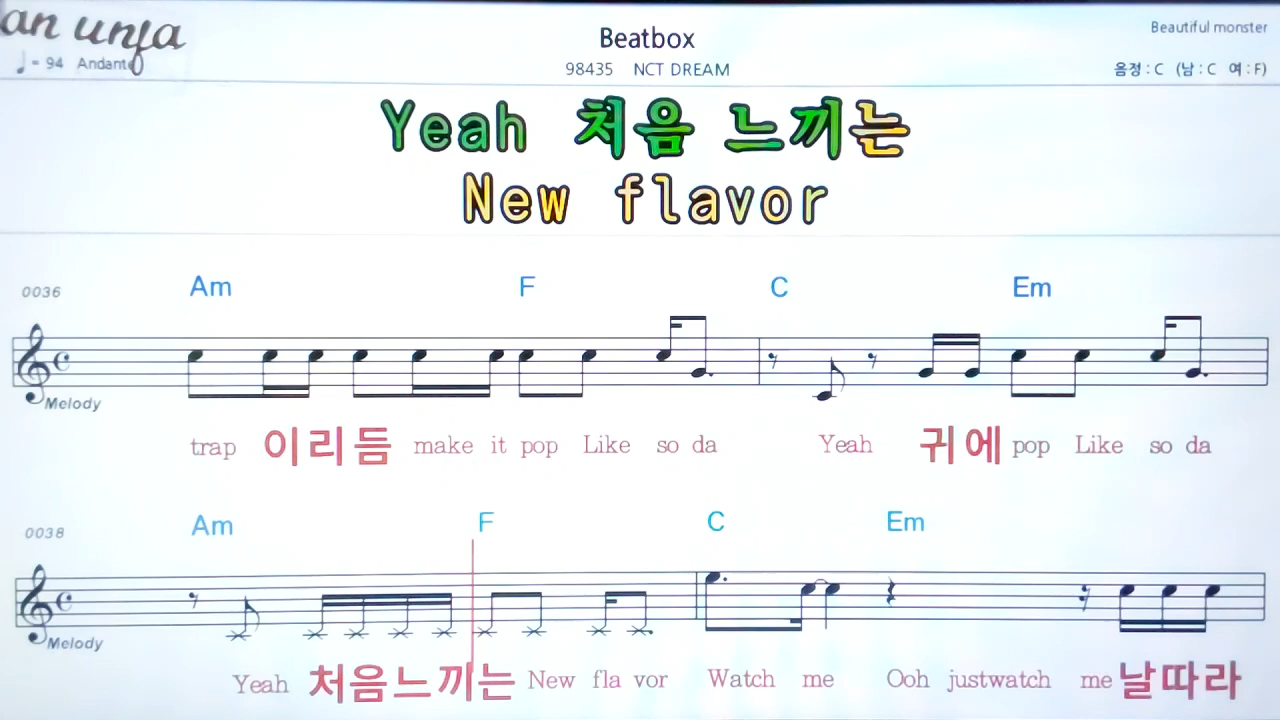 an unfa
♩= 94 Andante
Beatbox
98435 NCT DREAM
Beautiful monster
음정 : C (남 : C 여 : F)
Yeah 처음 느끼는
New flavor
0036 Am F C Em
Melody
trap 이리듬 make it pop Like so da Yeah 귀에 pop Like so da
0038 Am F C Em
Melody
Yeah 처음느끼는 New fla vor Watch me Ooh justwatch me 날따라